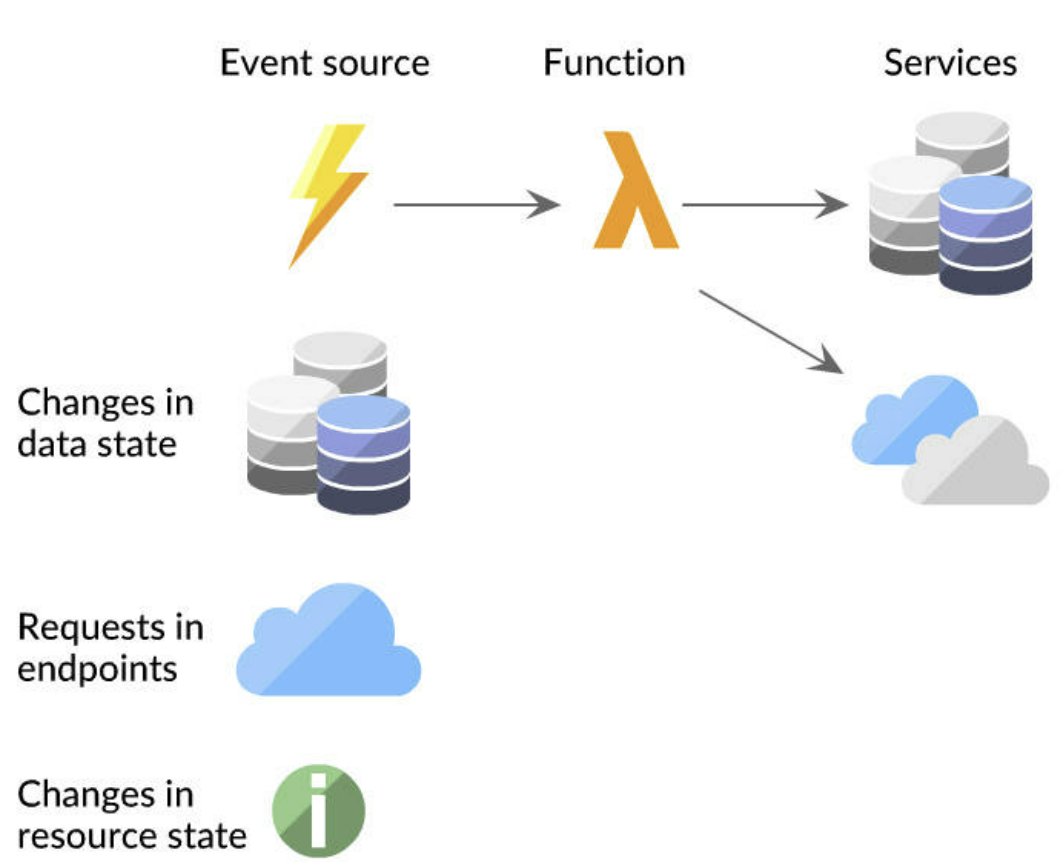 Event source
Function
Services
Changes in
data state
Requests in
endpoints
Changes in
resource state